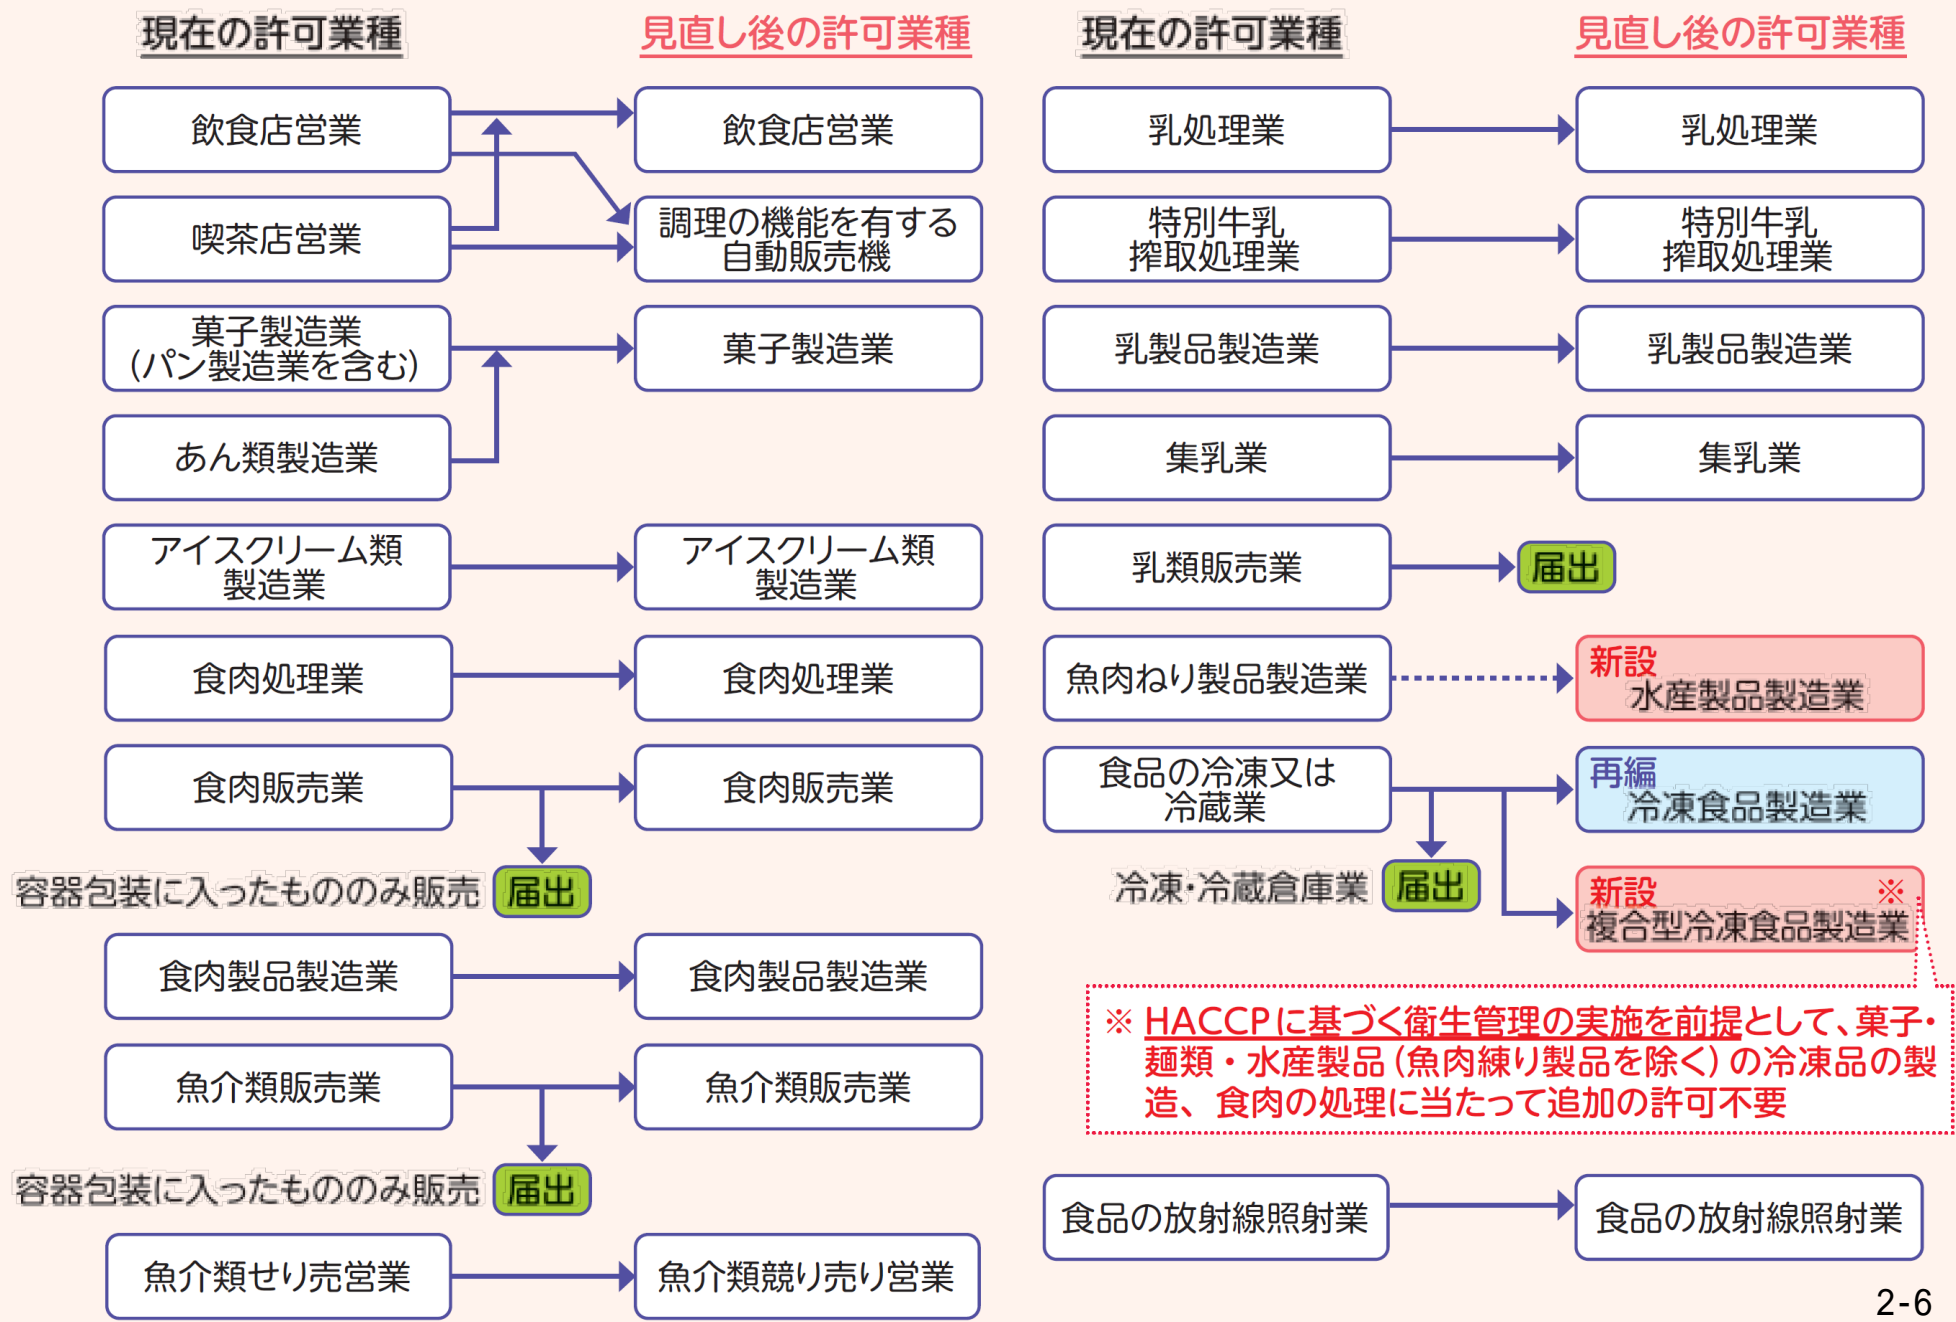 現在の許可業種
見直し後の許可業種
飲食店営業
飲食店営業
喫茶店営業
調理の機能を有する
自動販売機
菓子製造業
(パン製造業を含む)
菓子製造業
あん類製造業
アイスクリーム類
製造業
アイスクリーム類
製造業
食肉処理業
食肉処理業
食肉販売業
食肉販売業
容器包装に入ったもののみ販売
届出
食肉製品製造業
食肉製品製造業
魚介類販売業
魚介類販売業
容器包装に入ったもののみ販売
届出
魚介類せり売営業
魚介類競り売り営業
現在の許可業種
見直し後の許可業種
乳処理業
乳処理業
特別牛乳
搾取処理業
特別牛乳
搾取処理業
乳製品製造業
乳製品製造業
集乳業
集乳業
乳類販売業
届出
魚肉ねり製品製造業
新設
水産製品製造業
食品の冷凍又は
冷蔵業
再編
冷凍食品製造業
冷凍・冷蔵倉庫業
届出
新設 ※
複合型冷凍食品製造業
※ HACCPに基づく衛生管理の実施を前提として、菓子・
麺類・水産製品(魚肉練り製品を除く)の冷凍品の製
造、食肉の処理に当たって追加の許可不要
食品の放射線照射業
食品の放射線照射業
2-6